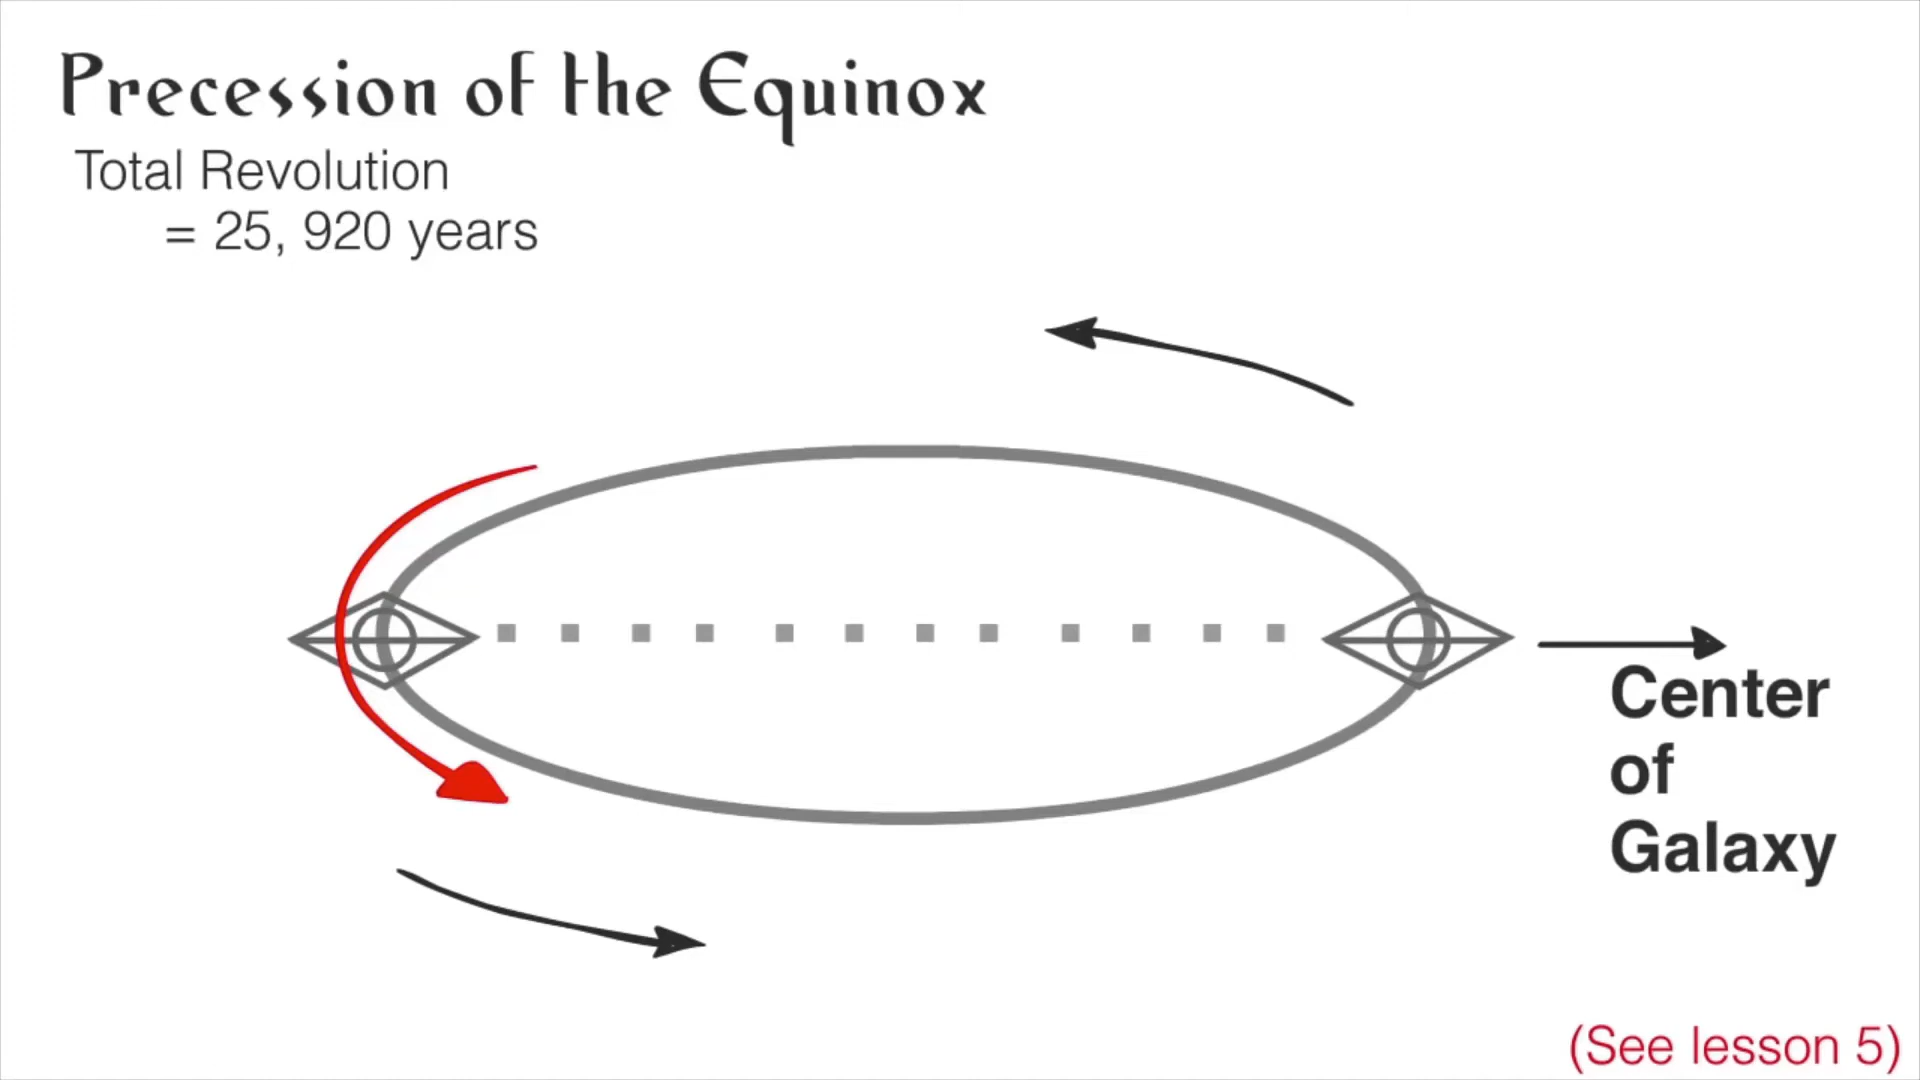 Precession of the Equinox
Total Revolution
= 25, 920 years
Center
of
Galaxy
(See lesson 5)